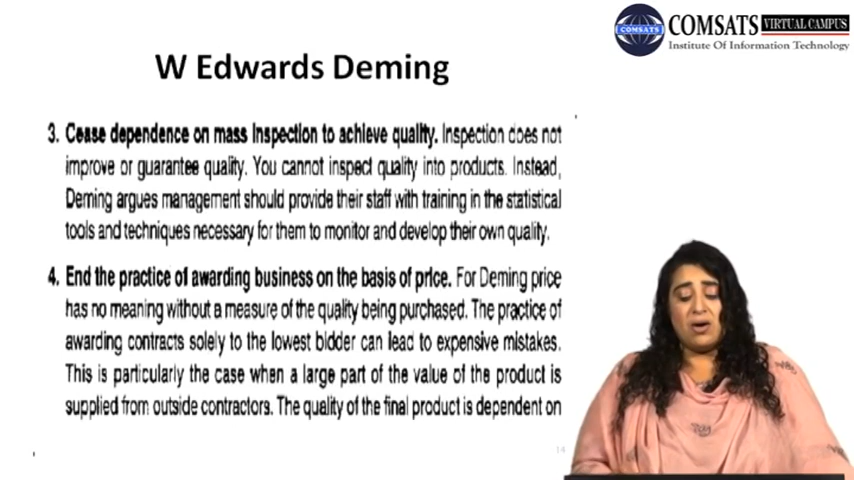 COMSATS
COMSATS VIRTUAL CAMPUS
Institute Of Information Technology
W Edwards Deming
3. Cease dependence on mass inspection to achieve quality. Inspection does not
improve or guarantee quality. You cannot inspect quality into products. Instead,
Deming argues management should provide their staff with training in the statistical
tools and techniques necessary for them to monitor and develop their own quality.
4. End the practice of awarding business on the basis of price. For Deming price
has no meaning without a measure of the quality being purchased. The practice of
awarding contracts solely to the lowest bidder can lead to expensive mistakes.
This is particularly the case when a large part of the value of the product is
supplied from outside contractors. The quality of the final product is dependent on
14